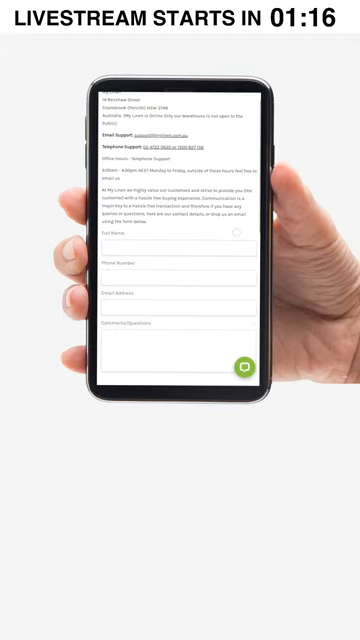 LIVESTREAM STARTS IN 01:16
My Linen
14 Renshaw Street
Cranebrook (Penrith) NSW 2749
Australia (My Linen is Online Only our Warehouse is not open to the
Public)
Email Support: support@mylinen.com.au
Telephone Support: 02 4702 0620 or 1300 827 158
Office Hours - Telephone Support
8:30am - 4:00pm AEST Monday to Friday, outside of these hours feel free to
email us
At My Linen we highly value our customers and strive to provide you (the
customer) with a hassle free buying experience. Communication is a
major key to a hassle free transaction and therefore if you have any
queries or questions, here are our contact details, or drop us an email
using the form below.
Full Name
Phone Number
Email Address
Comments/Questions